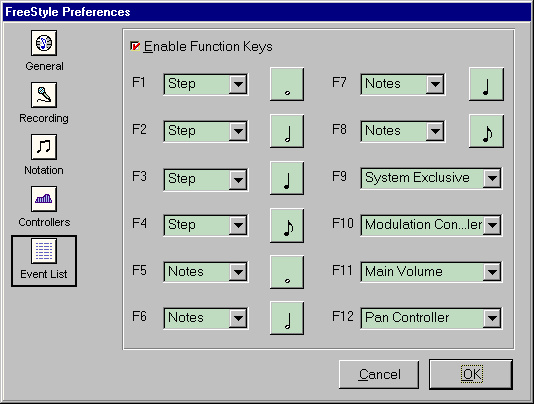 FreeStyle Preferences
General
Recording
Notation
Controllers
Event List
Enable Function Keys
F1 Step
F2 Step
F3 Step
F4 Step
F5 Notes
F6 Notes
F7 Notes
F8 Notes
F9 System Exclusive
F10 Modulation Con...ler
F11 Main Volume
F12 Pan Controller
Cancel
OK